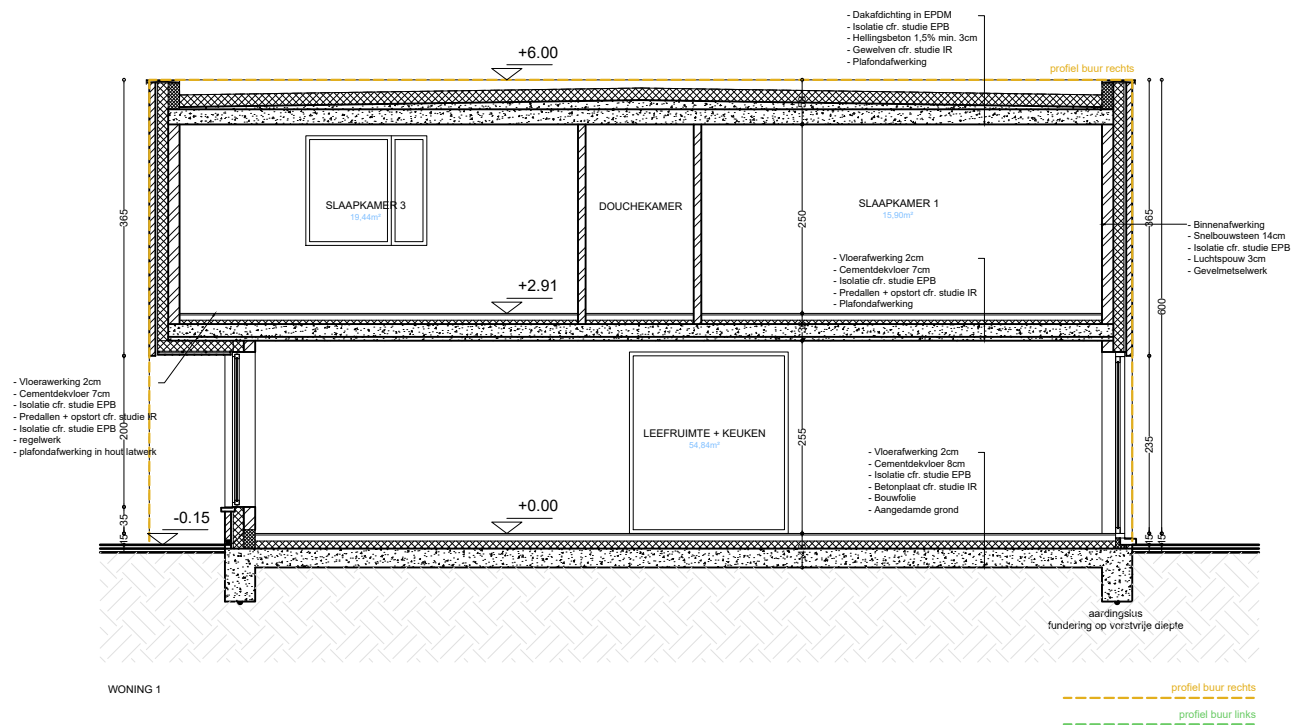 - Dakafdichting in EPDM
- Isolatie cfr. studie EPB
- Hellingsbeton 1,5% min. 3cm
- Gewelven cfr. studie IR
- Plafondafwerking
+6.00
profiel buur rechts
SLAAPKAMER 3
19,44m²
DOUCHEKAMER
SLAAPKAMER 1
15,90m²
365
250
365
600
- Binnenafwerking
- Snelbouwsteen 14cm
- Isolatie cfr. studie EPB
- Luchtspouw 3cm
- Gevelmetselwerk
- Vloerafwerking 2cm
- Cementdekvloer 7cm
- Isolatie cfr. studie EPB
- Predallen + opstort cfr. studie IR
- Plafondafwerking
+2.91
- Vloerawerking 2cm
- Cementdekvloer 7cm
- Isolatie cfr. studie EPB
- Predallen + opstort cfr. studie IR
- Isolatie cfr. studie EPB
- regelwerk
- plafondafwerking in hout latwerk
200
LEEFRUIMTE + KEUKEN
54,84m²
255
235
- Vloerafwerking 2cm
- Cementdekvloer 8cm
- Isolatie cfr. studie EPB
- Betonplaat cfr. studie IR
- Bouwfolie
- Aangedamde grond
35
-0.15
+0.00
15
15
15
aardingslus
fundering op vorstvrije diepte
WONING 1
profiel buur rechts
profiel buur links